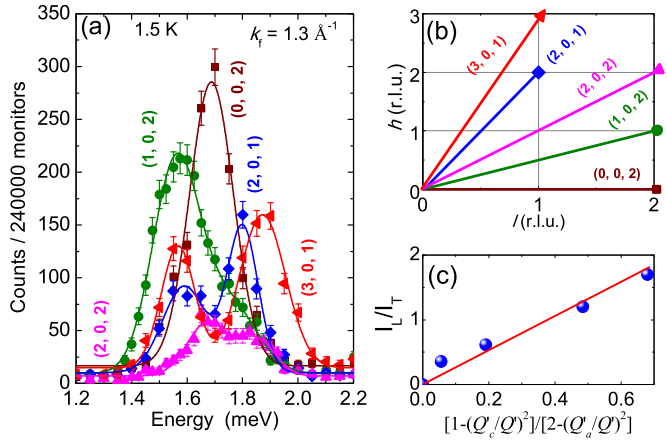 (a)
1.5 K
k_f = 1.3 Å⁻¹
(0, 0, 2)
(1, 0, 2)
(2, 0, 1)
(3, 0, 1)
(2, 0, 2)
Counts / 240000 monitors
350
300
250
200
150
100
50
0
1.2 1.4 1.6 1.8 2.0 2.2
Energy (meV)
(b)
(3, 0, 1)
(2, 0, 1)
(2, 0, 2)
(1, 0, 2)
(0, 0, 2)
h (r.l.u.)
3
2
1
0
0 1 2
l (r.l.u.)
(c)
I_L/I_T
2
1
0
0.0 0.2 0.4 0.6
[1-(Q'_c/Q')²]/[2-(Q'_a/Q')²]